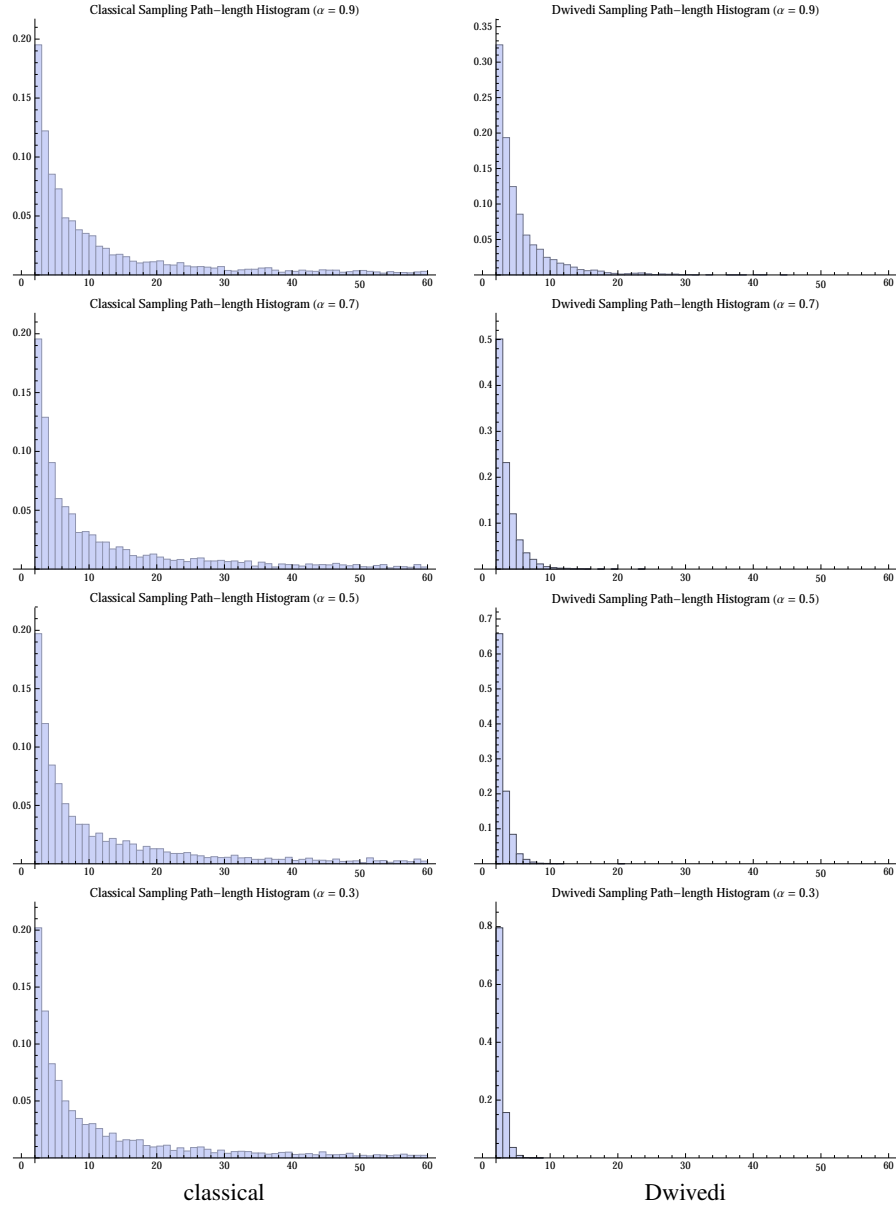 Classical Sampling Path–length Histogram (α = 0.9)
0.20
0.15
0.10
0.05
0 10 20 30 40 50 60
Dwivedi Sampling Path–length Histogram (α = 0.9)
0.35
0.30
0.25
0.20
0.15
0.10
0.05
0 10 20 30 40 50 60
Classical Sampling Path–length Histogram (α = 0.7)
0.20
0.15
0.10
0.05
0 10 20 30 40 50 60
Dwivedi Sampling Path–length Histogram (α = 0.7)
0.5
0.4
0.3
0.2
0.1
0 10 20 30 40 50 60
Classical Sampling Path–length Histogram (α = 0.5)
0.20
0.15
0.10
0.05
0 10 20 30 40 50 60
Dwivedi Sampling Path–length Histogram (α = 0.5)
0.7
0.6
0.5
0.4
0.3
0.2
0.1
0 10 20 30 40 50 60
Classical Sampling Path–length Histogram (α = 0.3)
0.20
0.15
0.10
0.05
0 10 20 30 40 50 60
Dwivedi Sampling Path–length Histogram (α = 0.3)
0.8
0.6
0.4
0.2
0 10 20 30 40 50 60
classical
Dwivedi